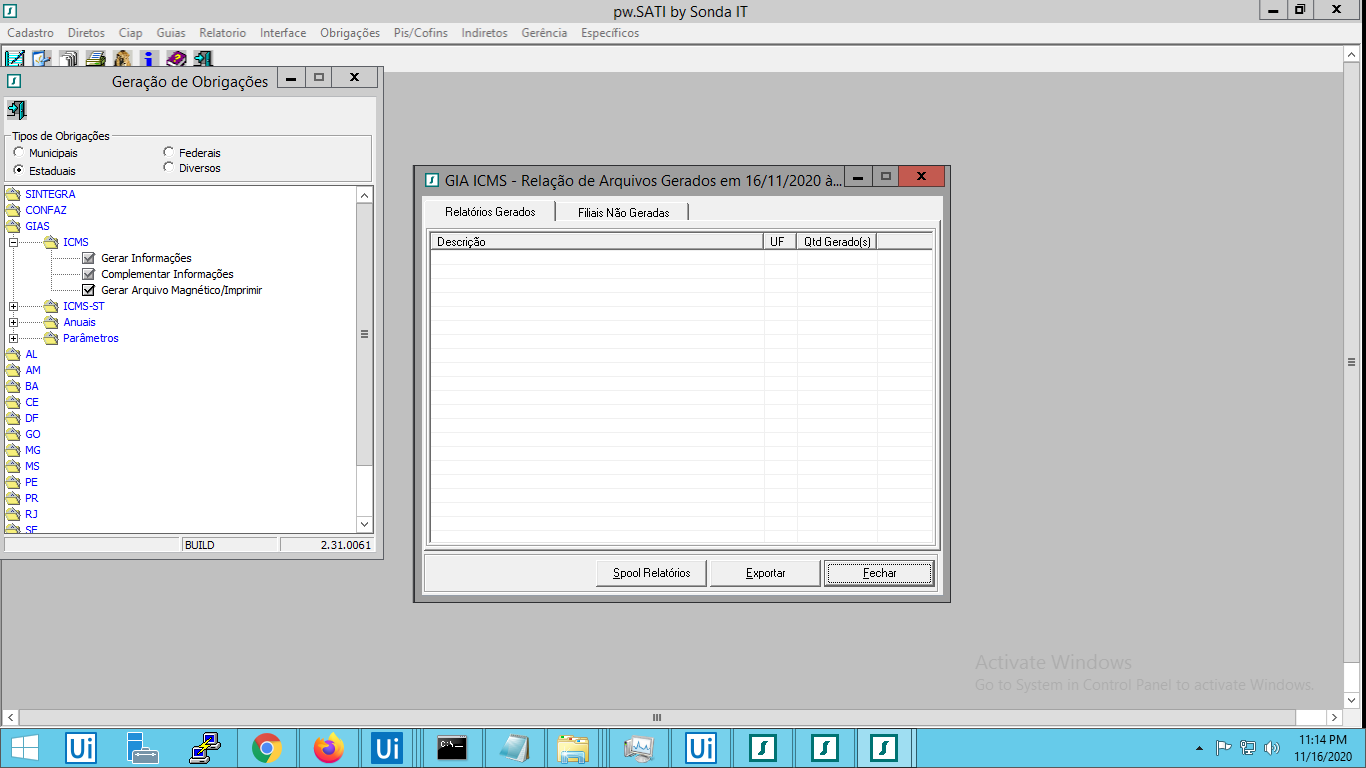 pw.SATI by Sonda IT
Cadastro Diretos Ciap Guias Relatorio Interface Obrigações Pis/Cofins Indiretos Gerência Específicos
Geração de Obrigações
Tipos de Obrigações
Municipais Federais
Estaduais Diversos
SINTEGRA
CONFAZ
GIAS
ICMS
Gerar Informações
Complementar Informações
Gerar Arquivo Magnético/Imprimir
ICMS-ST
Anuais
Parâmetros
AL
AM
BA
CE
DF
GO
MG
MS
PE
PR
RJ
SE
BUILD 2.31.0061
GIA ICMS - Relação de Arquivos Gerados em 16/11/2020 à...
Relatórios Gerados Filiais Não Geradas
Descrição UF Qtd Gerado(s)
Spool Relatórios Exportar Fechar
Activate Windows
Go to System in Control Panel to activate Windows.
Ui Ui C:\ Ui
11:14 PM
11/16/2020